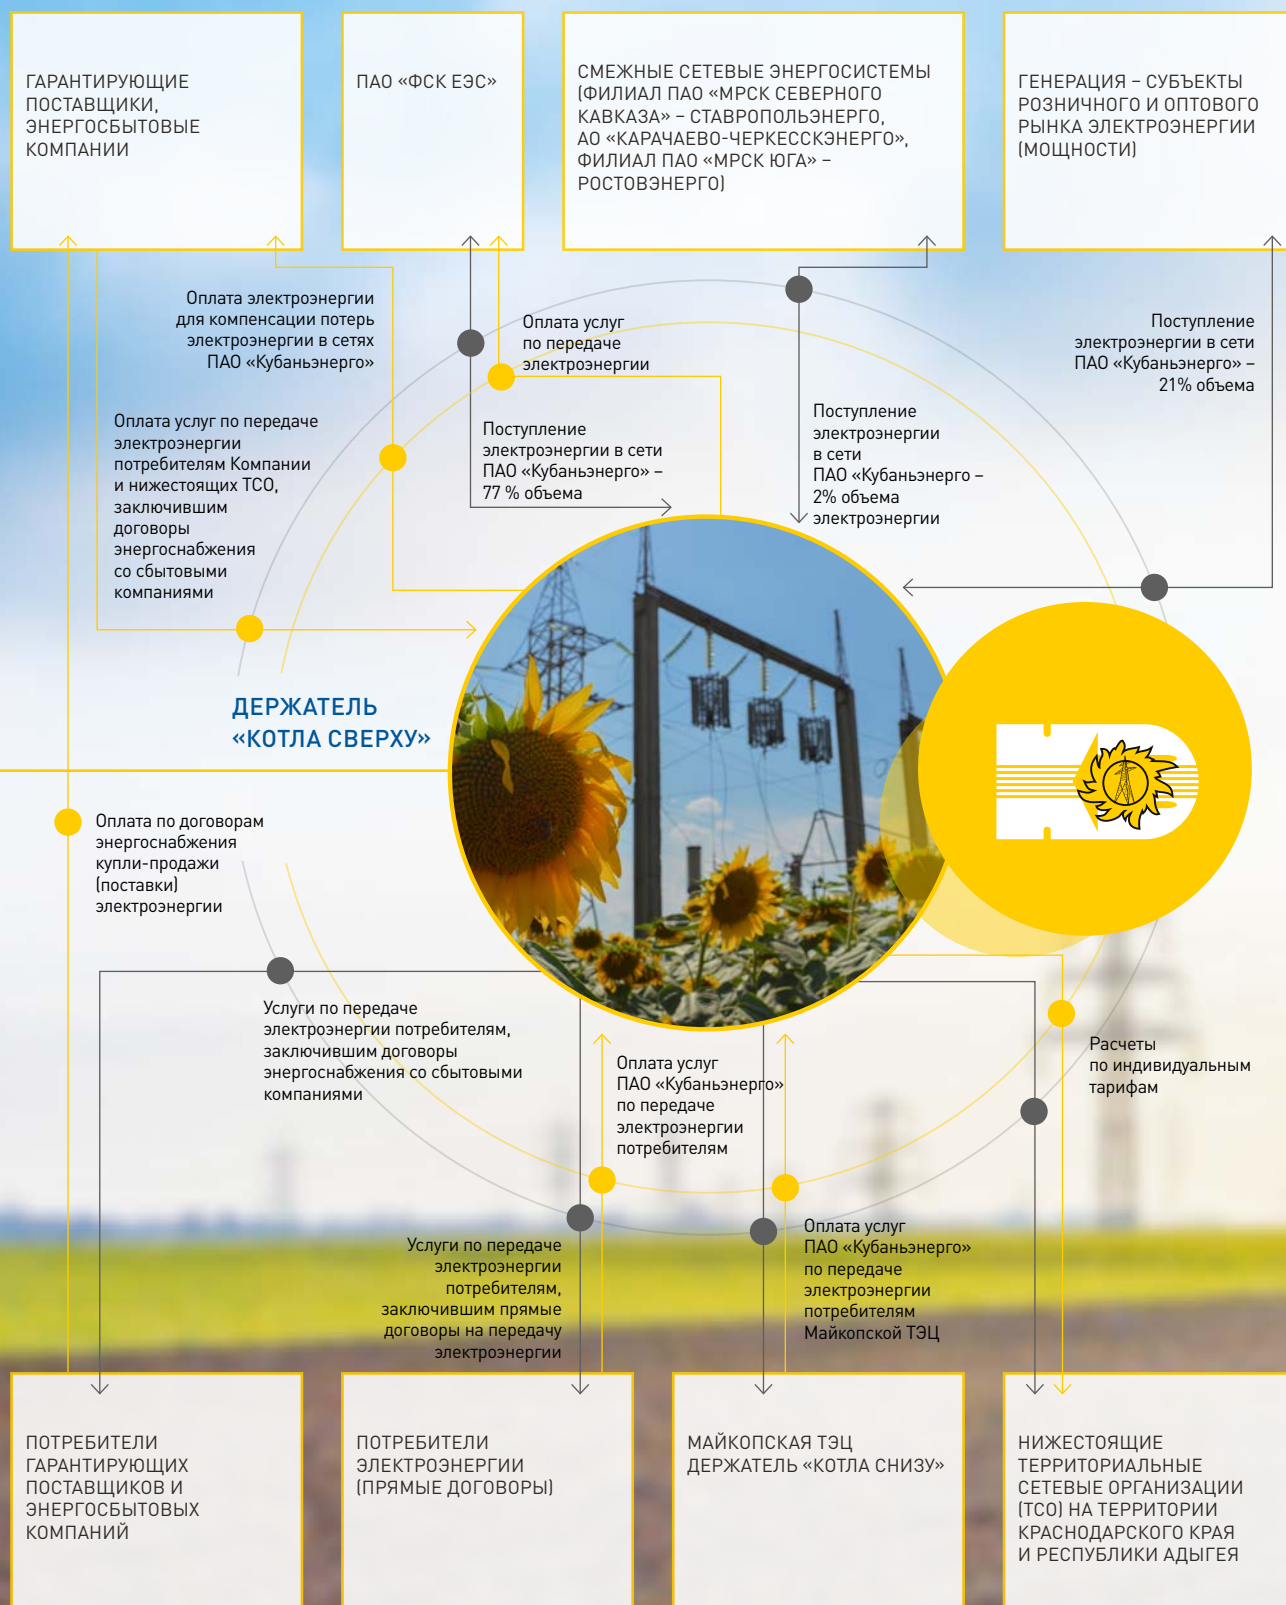 ГАРАНТИРУЮЩИЕ
ПОСТАВЩИКИ,
ЭНЕРГОСБЫТОВЫЕ
КОМПАНИИ
ПАО «ФСК ЕЭС»
СМЕЖНЫЕ СЕТЕВЫЕ ЭНЕРГОСИСТЕМЫ
(ФИЛИАЛ ПАО «МРСК СЕВЕРНОГО
КАВКАЗА» – СТАВРОПОЛЬЭНЕРГО,
АО «КАРАЧАЕВО-ЧЕРКЕССКЭНЕРГО»,
ФИЛИАЛ ПАО «МРСК ЮГА» –
РОСТОВЭНЕРГО)
ГЕНЕРАЦИЯ – СУБЪЕКТЫ
РОЗНИЧНОГО И ОПТОВОГО
РЫНКА ЭЛЕКТРОЭНЕРГИИ
(МОЩНОСТИ)
Оплата электроэнергии
для компенсации потерь
электроэнергии в сетях
ПАО «Кубаньэнерго»
Оплата услуг
по передаче
электроэнергии
Поступление
электроэнергии в сети
ПАО «Кубаньэнерго» –
21% объема
Оплата услуг по передаче
электроэнергии
потребителям Компании
и нижестоящих ТСО,
заключившим
договоры
энергоснабжения
со сбытовыми
компаниями
Поступление
электроэнергии в сети
ПАО «Кубаньэнерго» –
77 % объема
Поступление
электроэнергии
в сети
ПАО «Кубаньэнерго –
2% объема
электроэнергии
ДЕРЖАТЕЛЬ
«КОТЛА СВЕРХУ»
Оплата по договорам
энергоснабжения
купли-продажи
(поставки)
электроэнергии
Услуги по передаче
электроэнергии потребителям,
заключившим договоры
энергоснабжения со сбытовыми
компаниями
Оплата услуг
ПАО «Кубаньэнерго»
по передаче
электроэнергии
потребителям
Расчеты
по индивидуальным
тарифам
Услуги по передаче
электроэнергии
потребителям,
заключившим прямые
договоры на передачу
электроэнергии
Оплата услуг
ПАО «Кубаньэнерго»
по передаче
электроэнергии
потребителям
Майкопской ТЭЦ
ПОТРЕБИТЕЛИ
ГАРАНТИРУЮЩИХ
ПОСТАВЩИКОВ И
ЭНЕРГОСБЫТОВЫХ
КОМПАНИЙ
ПОТРЕБИТЕЛИ
ЭЛЕКТРОЭНЕРГИИ
(ПРЯМЫЕ ДОГОВОРЫ)
МАЙКОПСКАЯ ТЭЦ
ДЕРЖАТЕЛЬ «КОТЛА СНИЗУ»
НИЖЕСТОЯЩИЕ
ТЕРРИТОРИАЛЬНЫЕ
СЕТЕВЫЕ ОРГАНИЗАЦИИ
(ТСО) НА ТЕРРИТОРИИ
КРАСНОДАРСКОГО КРАЯ
И РЕСПУБЛИКИ АДЫГЕЯ